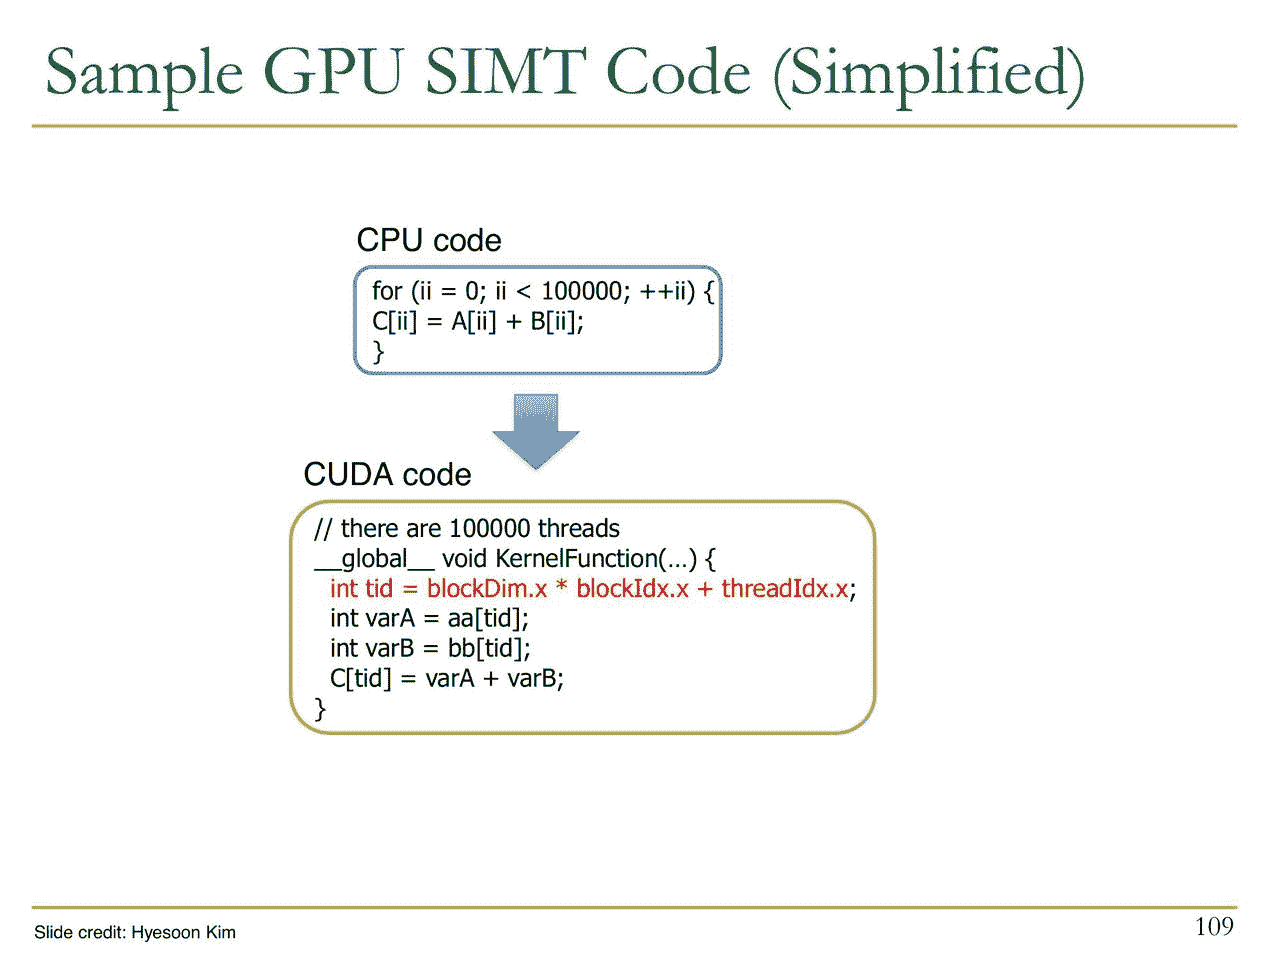 Sample GPU SIMT Code (Simplified)
CPU code
for (ii = 0; ii < 100000; ++ii) {
C[ii] = A[ii] + B[ii];
}
CUDA code
// there are 100000 threads
__global__ void KernelFunction(…) {
int tid = blockDim.x * blockIdx.x + threadIdx.x;
int varA = aa[tid];
int varB = bb[tid];
C[tid] = varA + varB;
}
Slide credit: Hyesoon Kim
109